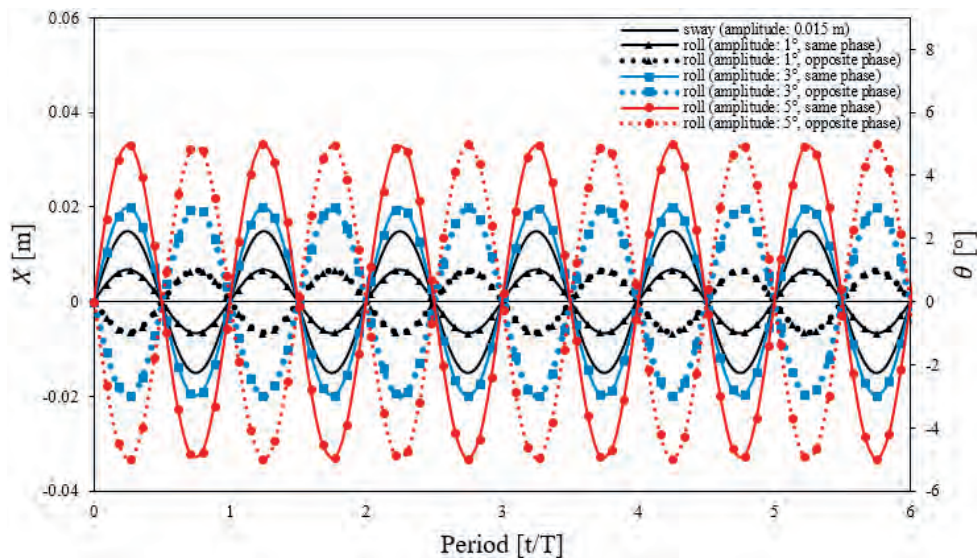 0.06
0.04
0.02
0
-0.02
-0.04
X [m]
sway (amplitude: 0.015 m)
roll (amplitude: 1°, same phase)
roll (amplitude: 1°, opposite phase)
roll (amplitude: 3°, same phase)
roll (amplitude: 3°, opposite phase)
roll (amplitude: 5°, same phase)
roll (amplitude: 5°, opposite phase)
8
6
4
2
0
-2
-4
-6
θ [°]
0 1 2 3 4 5 6
Period [t/T]